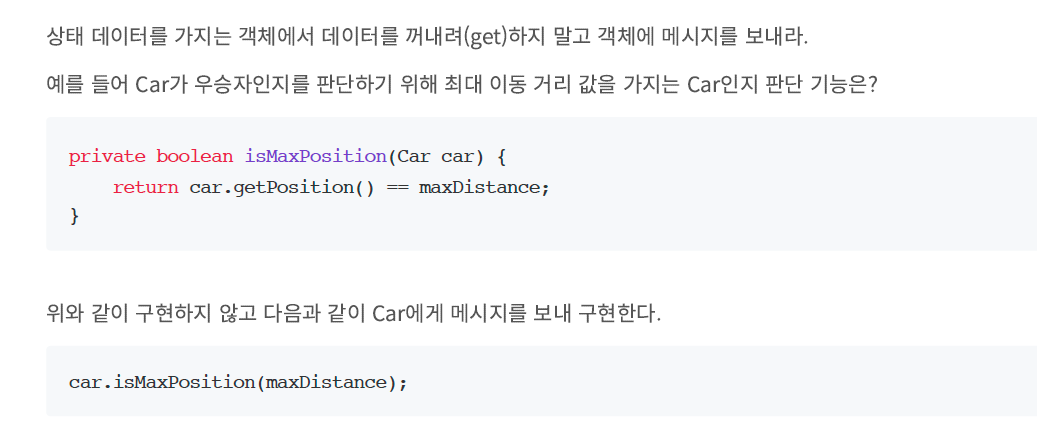 상태 데이터를 가지는 객체에서 데이터를 꺼내려(get)하지 말고 객체에 메시지를 보내라.
예를 들어 Car가 우승자인지를 판단하기 위해 최대 이동 거리 값을 가지는 Car인지 판단 기능은?
private boolean isMaxPosition(Car car) {
    return car.getPosition() == maxDistance;
}
위와 같이 구현하지 않고 다음과 같이 Car에게 메시지를 보내 구현한다.
car.isMaxPosition(maxDistance);